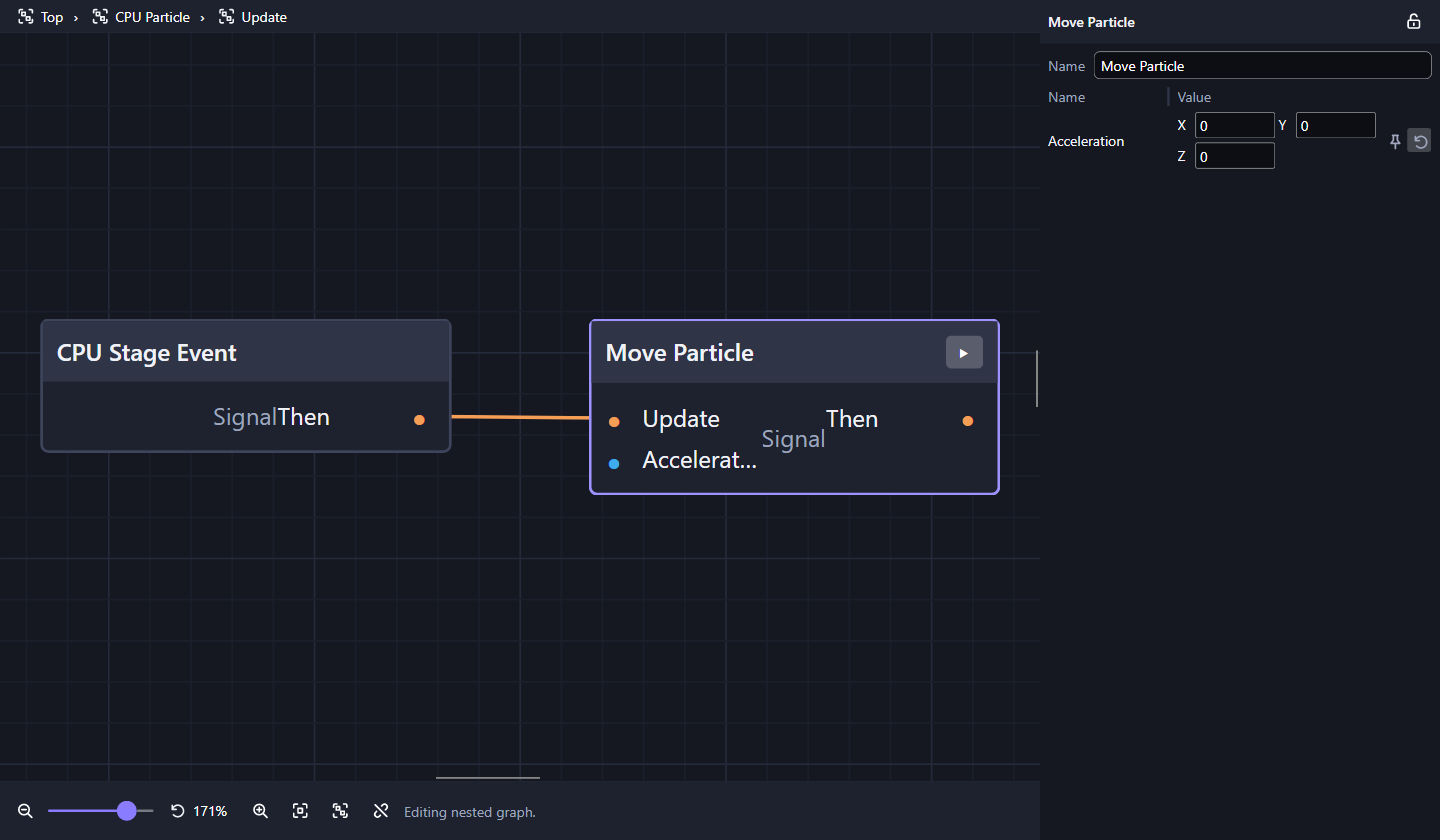 Top › CPU Particle › Update
Move Particle
Name Move Particle
Name Value
X 0 Y 0
Acceleration
Z 0
CPU Stage Event
SignalThen
Move Particle
Update
Then
Signal
Accelerat...
171%
Editing nested graph.